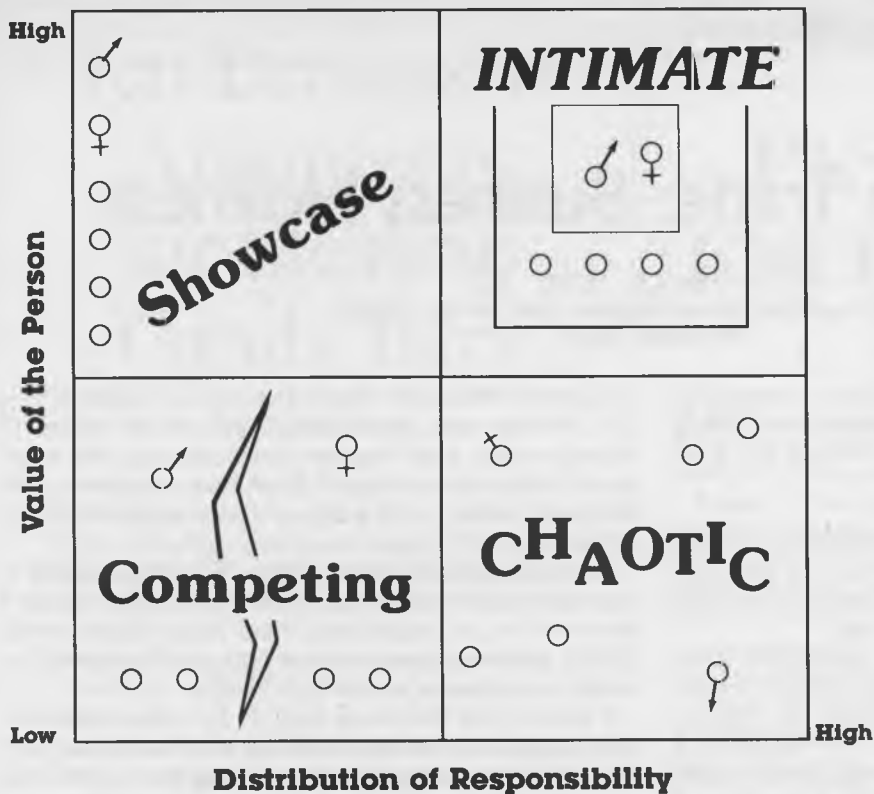 High
INTIMATE
Showcase
Value of the Person
Competing
CHAOTIC
Low
High
Distribution of Responsibility